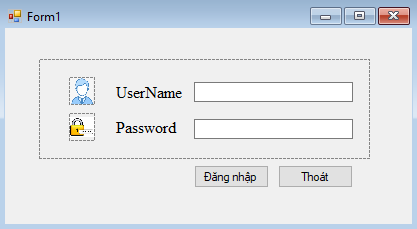 Form1
UserName
Password
Đăng nhập
Thoát